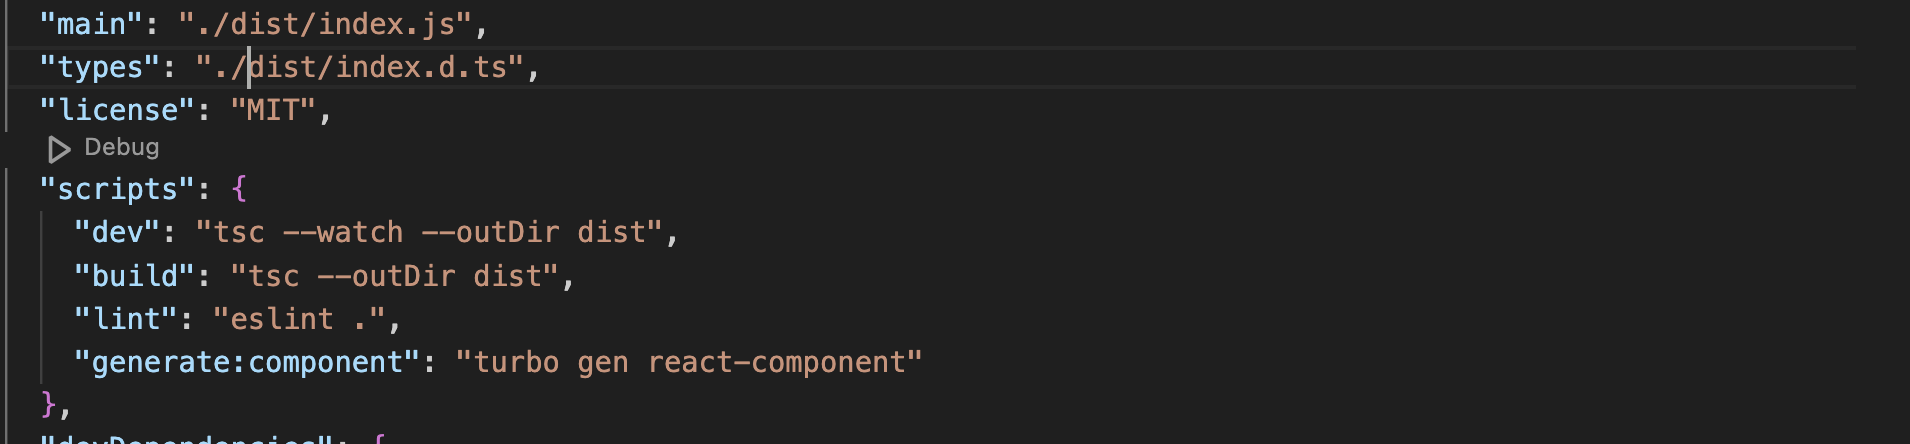 "main": "./dist/index.js",
"types": "./dist/index.d.ts",
"license": "MIT",
Debug
"scripts": {
"dev": "tsc --watch --outDir dist",
"build": "tsc --outDir dist",
"lint": "eslint .",
"generate:component": "turbo gen react-component"
},
"devDependencies": {